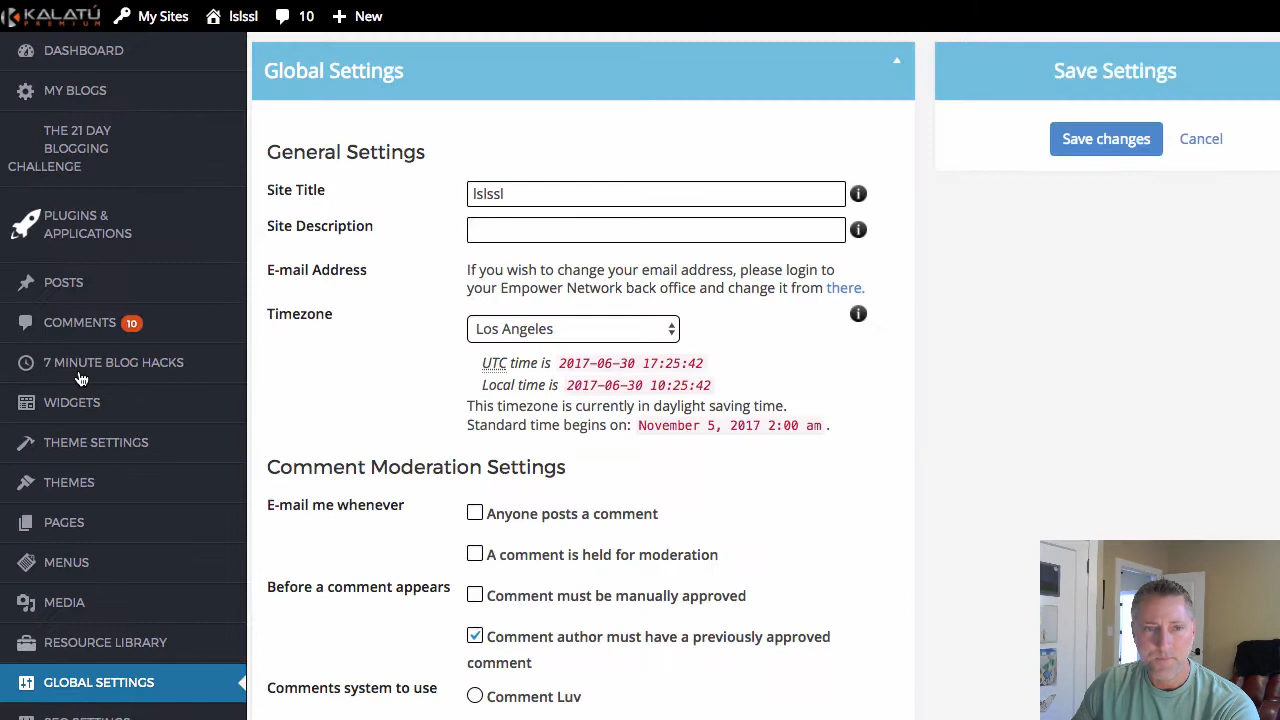 KALATÚ
PREMIUM
My Sites
lslssl
10
New
DASHBOARD
MY BLOGS
THE 21 DAY
BLOGGING
CHALLENGE
PLUGINS &
APPLICATIONS
POSTS
COMMENTS 10
7 MINUTE BLOG HACKS
WIDGETS
THEME SETTINGS
THEMES
PAGES
MENUS
MEDIA
RESOURCE LIBRARY
GLOBAL SETTINGS
SEO SETTINGS
Global Settings
General Settings
Site Title
lslssl
Site Description
E-mail Address
If you wish to change your email address, please login to
your Empower Network back office and change it from there.
Timezone
Los Angeles
UTC time is 2017-06-30 17:25:42
Local time is 2017-06-30 10:25:42
This timezone is currently in daylight saving time.
Standard time begins on: November 5, 2017 2:00 am .
Comment Moderation Settings
E-mail me whenever
Anyone posts a comment
A comment is held for moderation
Before a comment appears
Comment must be manually approved
Comment author must have a previously approved
comment
Comments system to use
Comment Luv
Save Settings
Save changes
Cancel